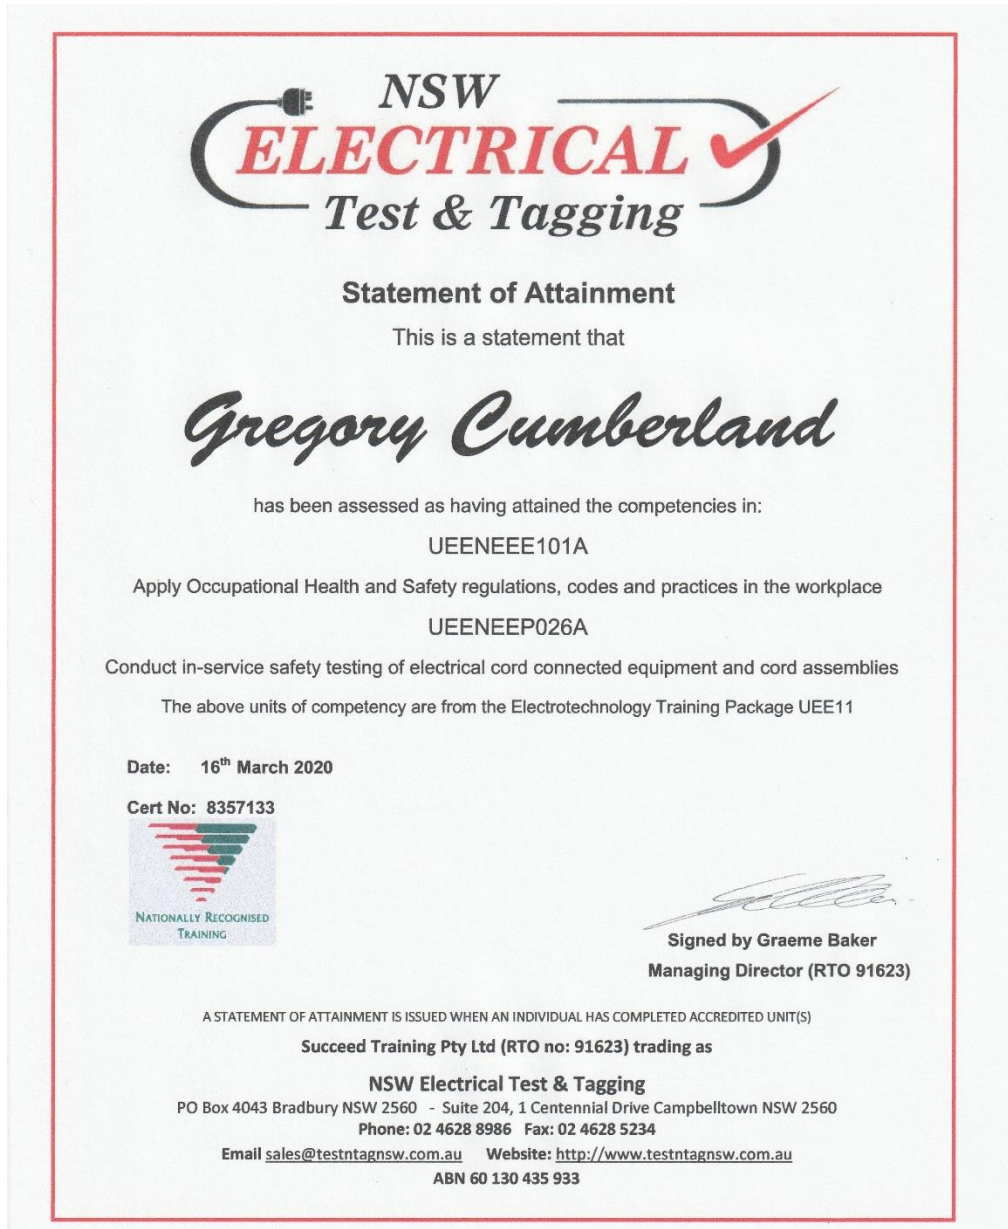 NSW
ELECTRICAL
Test & Tagging
Statement of Attainment
This is a statement that
Gregory Cumberland
has been assessed as having attained the competencies in:
UEENEEE101A
Apply Occupational Health and Safety regulations, codes and practices in the workplace
UEENEEP026A
Conduct in-service safety testing of electrical cord connected equipment and cord assemblies
The above units of competency are from the Electrotechnology Training Package UEE11
Date: 16th March 2020
Cert No: 8357133
NATIONALLY RECOGNISED
TRAINING
Signed by Graeme Baker
Managing Director (RTO 91623)
A STATEMENT OF ATTAINMENT IS ISSUED WHEN AN INDIVIDUAL HAS COMPLETED ACCREDITED UNIT(S)
Succeed Training Pty Ltd (RTO no: 91623) trading as
NSW Electrical Test & Tagging
PO Box 4043 Bradbury NSW 2560 - Suite 204, 1 Centennial Drive Campbelltown NSW 2560
Phone: 02 4628 8986 Fax: 02 4628 5234
Email sales@testntagnsw.com.au Website: http://www.testntagnsw.com.au
ABN 60 130 435 933